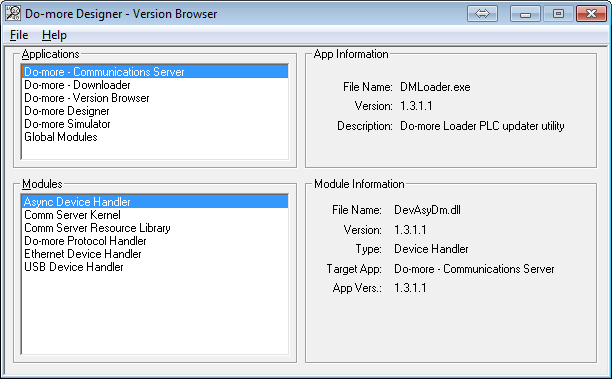 Do-more Designer - Version Browser
File Help
Applications
Do-more - Communications Server
Do-more - Downloader
Do-more - Version Browser
Do-more Designer
Do-more Simulator
Global Modules
App Information
File Name: DMLoader.exe
Version: 1.3.1.1
Description: Do-more Loader PLC updater utility
Modules
Async Device Handler
Comm Server Kernel
Comm Server Resource Library
Do-more Protocol Handler
Ethernet Device Handler
USB Device Handler
Module Information
File Name: DevAsyDm.dll
Version: 1.3.1.1
Type: Device Handler
Target App: Do-more - Communications Server
App Vers.: 1.3.1.1